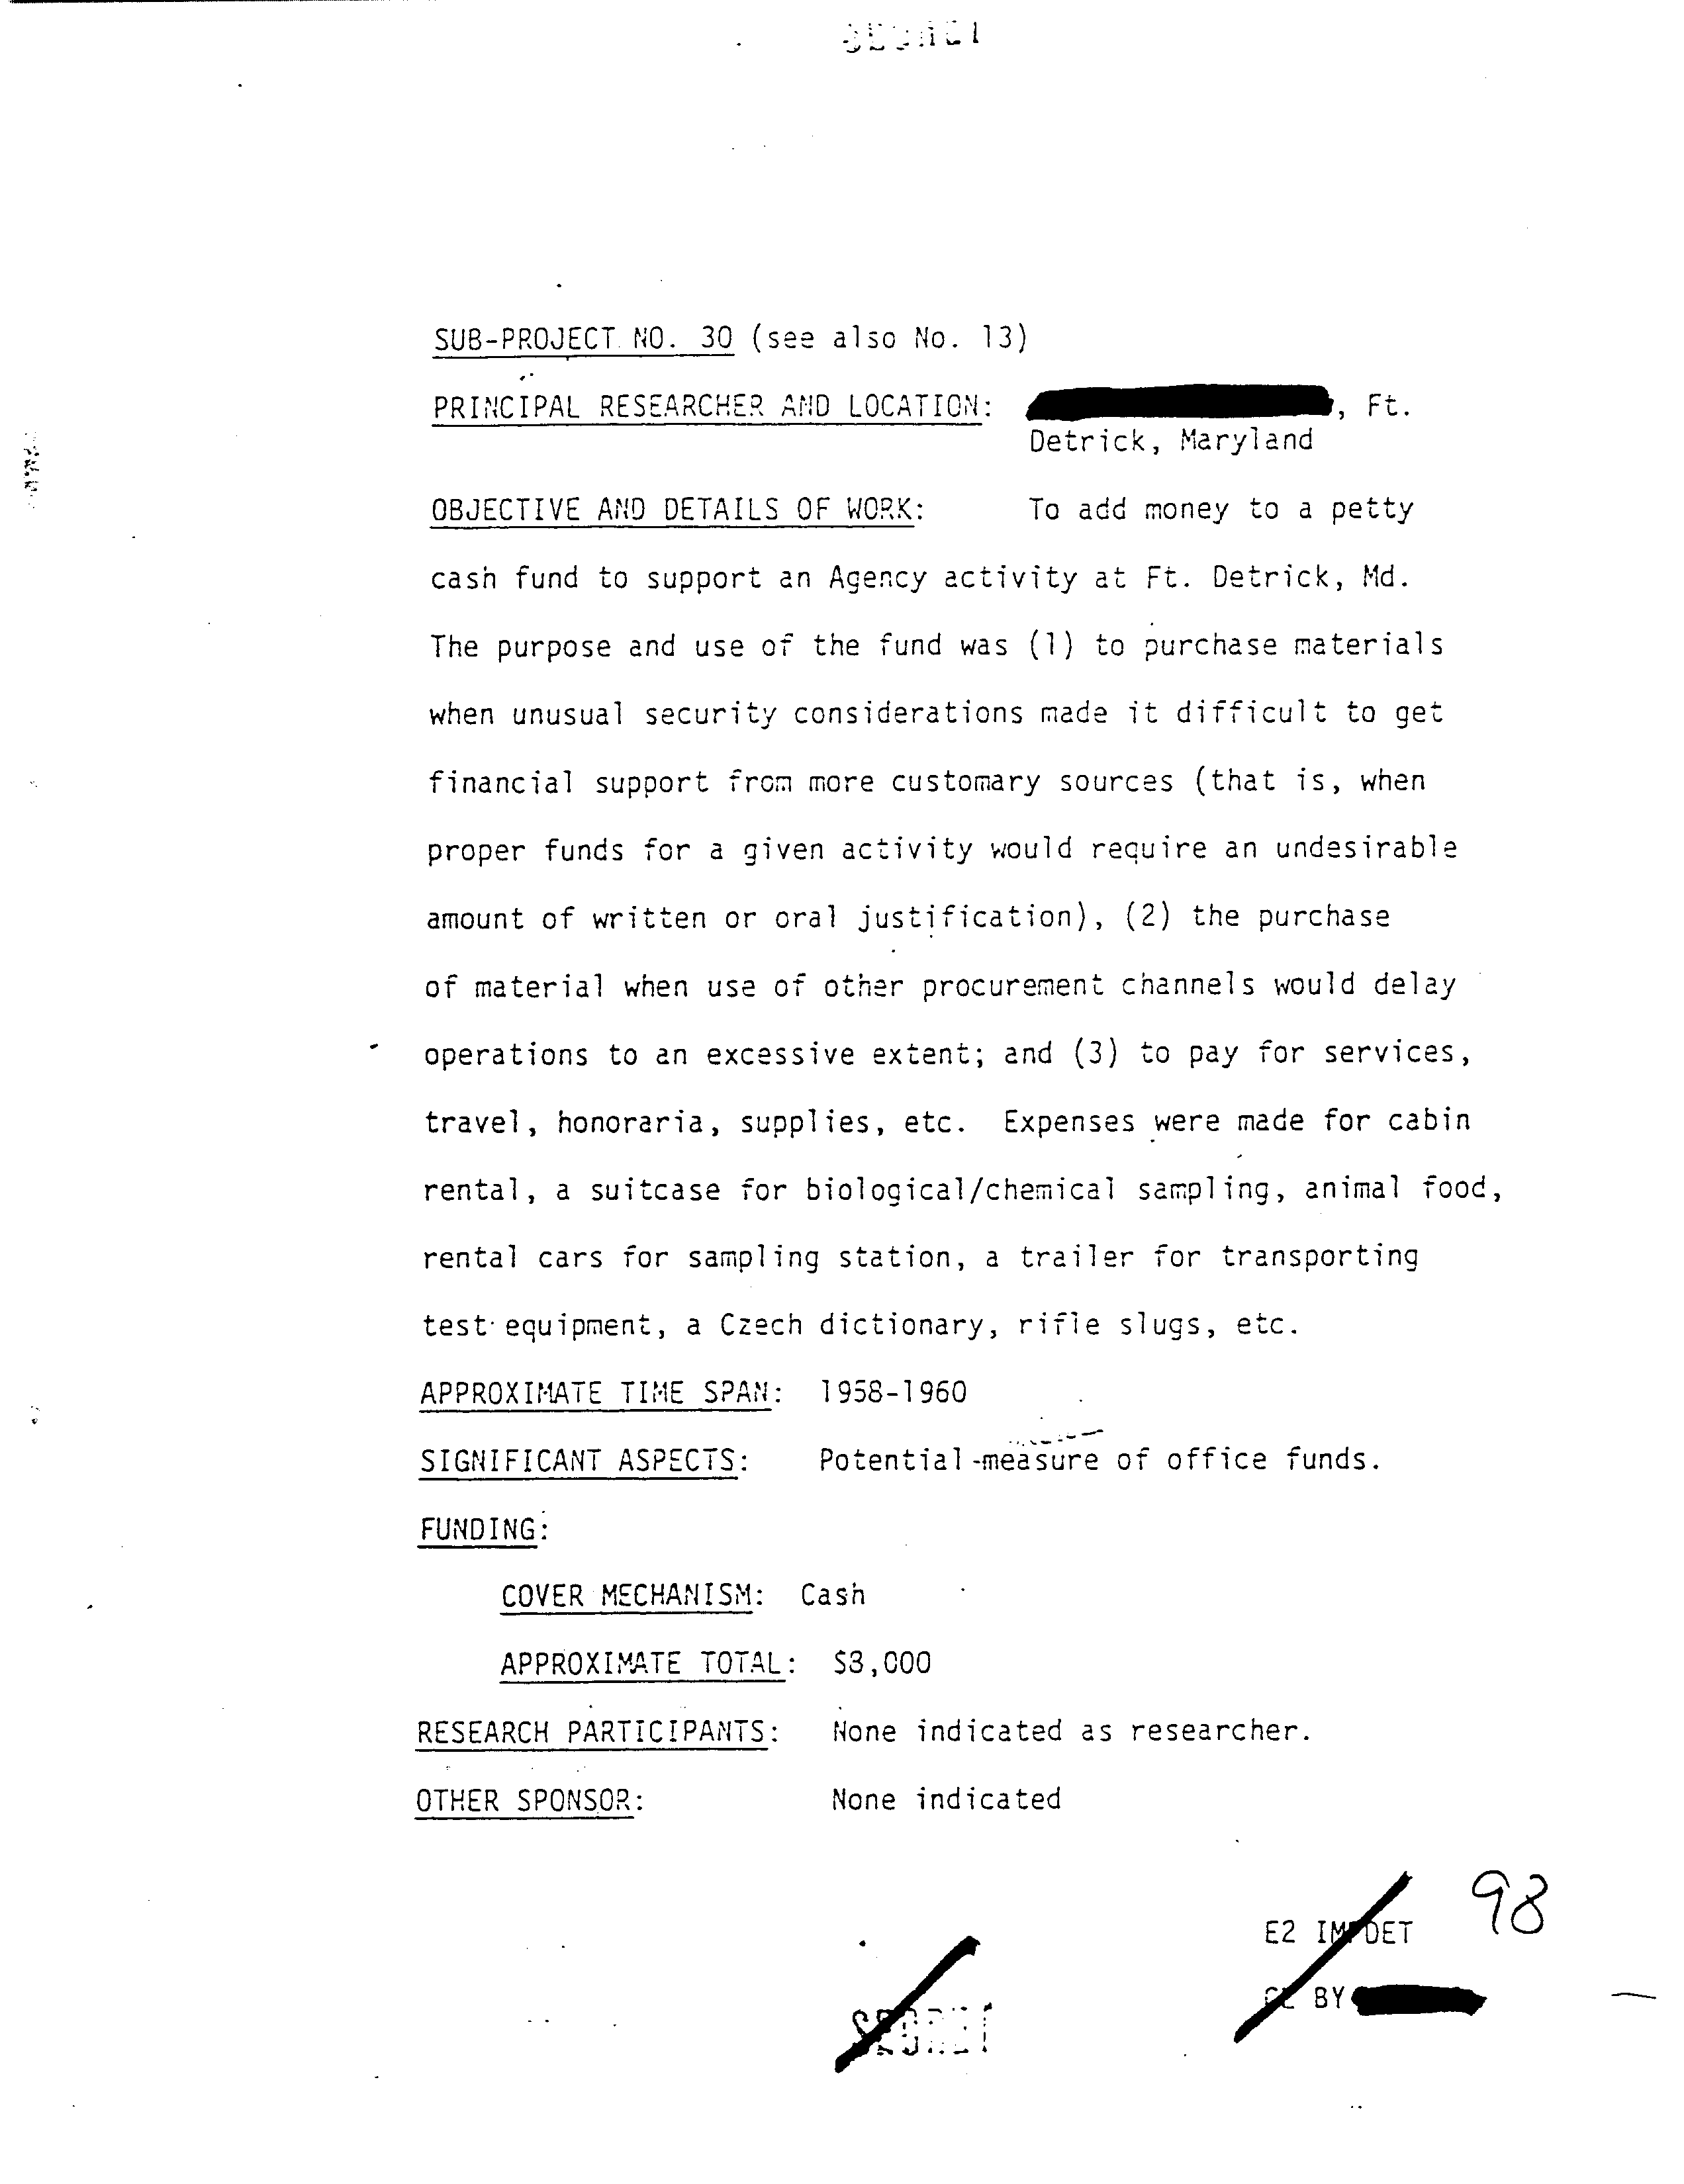 SECRET
SUB-PROJECT NO. 30 (see also No. 13)
PRINCIPAL RESEARCHER AND LOCATION: , Ft.
Detrick, Maryland
OBJECTIVE AND DETAILS OF WORK: To add money to a petty
cash fund to support an Agency activity at Ft. Detrick, Md.
The purpose and use of the fund was (1) to purchase materials
when unusual security considerations made it difficult to get
financial support from more customary sources (that is, when
proper funds for a given activity would require an undesirable
amount of written or oral justification), (2) the purchase
of material when use of other procurement channels would delay
operations to an excessive extent; and (3) to pay for services,
travel, honoraria, supplies, etc. Expenses were made for cabin
rental, a suitcase for biological/chemical sampling, animal food,
rental cars for sampling station, a trailer for transporting
test equipment, a Czech dictionary, rifle slugs, etc.
APPROXIMATE TIME SPAN: 1958-1960
SIGNIFICANT ASPECTS: Potential measure of office funds.
FUNDING:
COVER MECHANISM: Cash
APPROXIMATE TOTAL: $3,000
RESEARCH PARTICIPANTS: None indicated as researcher.
OTHER SPONSOR: None indicated
98
E2 IMPDET
CL BY
SECRET